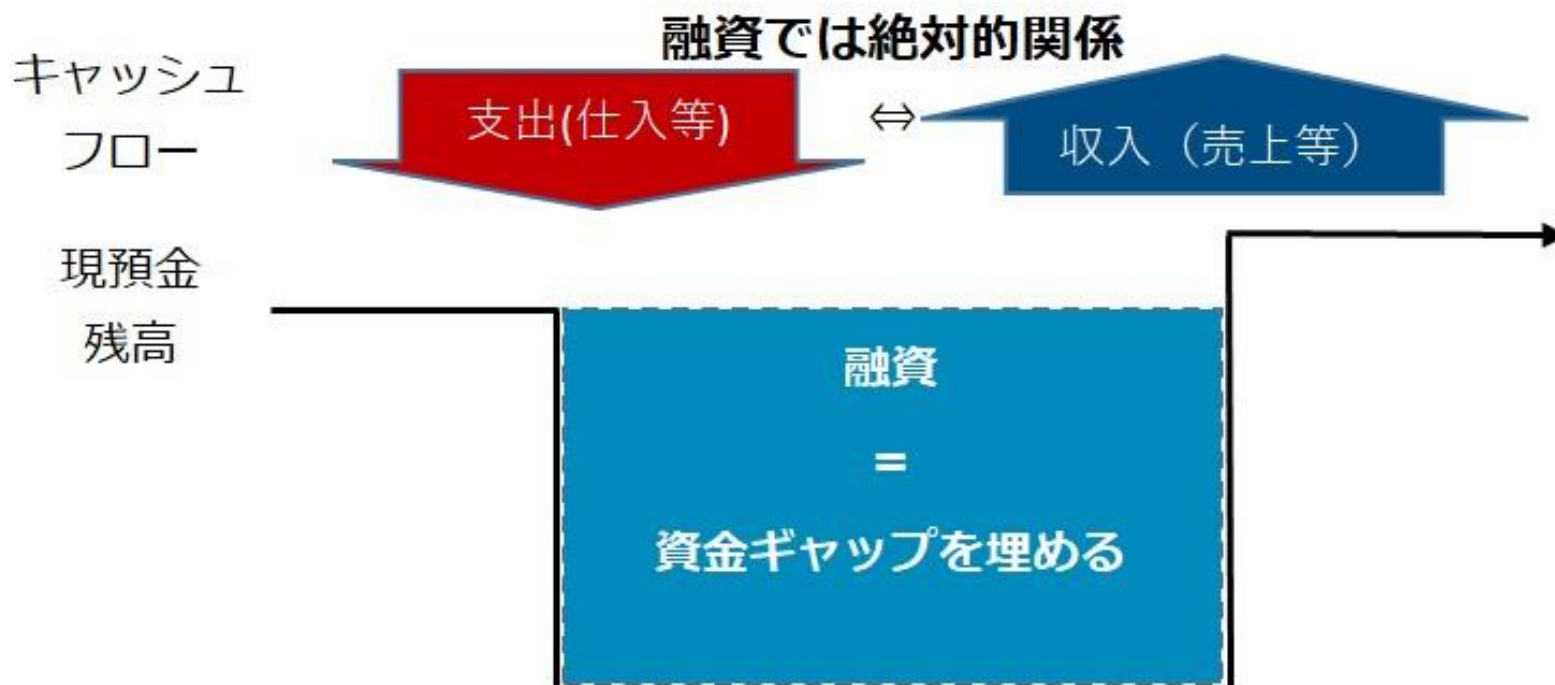 融資では絶対的関係
キャッシュ
フロー
支出(仕入等)
⇔
収入（売上等）
現預金
残高
融資
=
資金ギャップを埋める